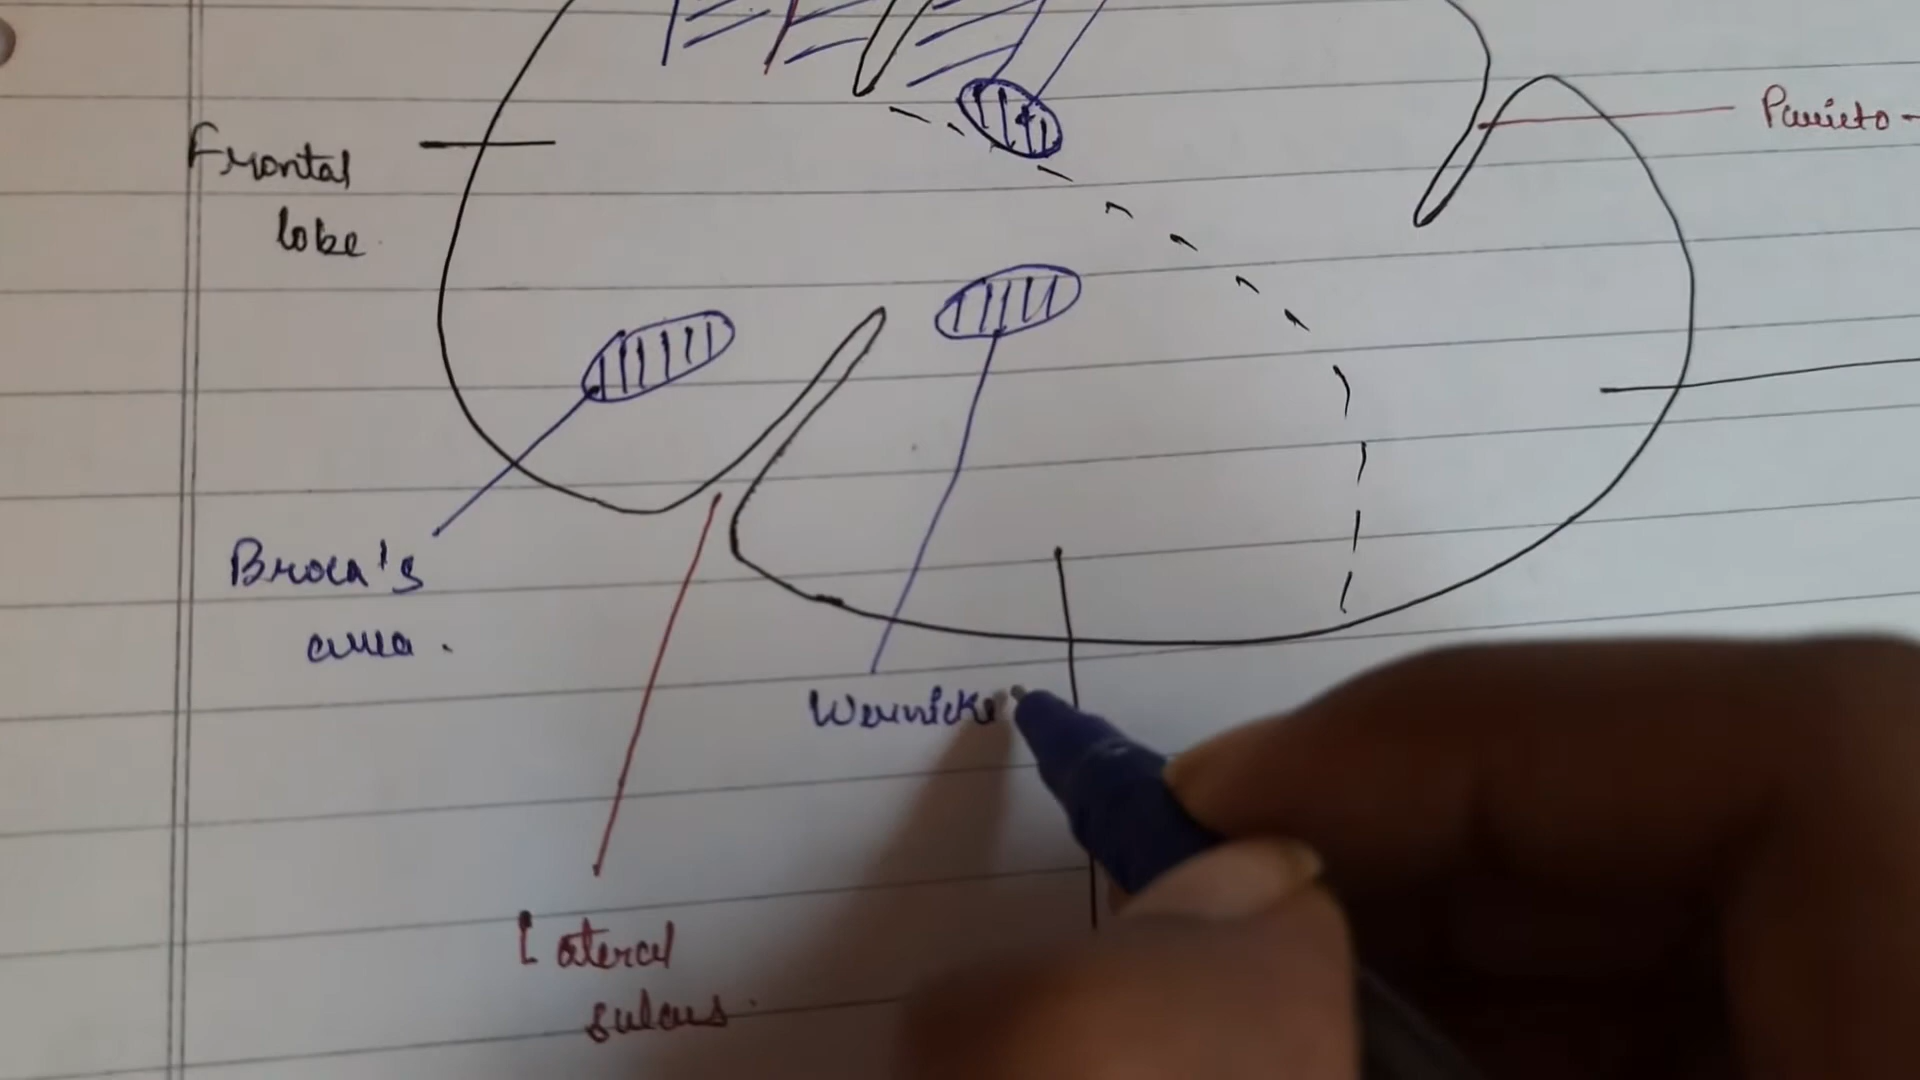 Frontal
lobe
Parieto-
Broca's
area.
Wernicke
Lateral
sulcus